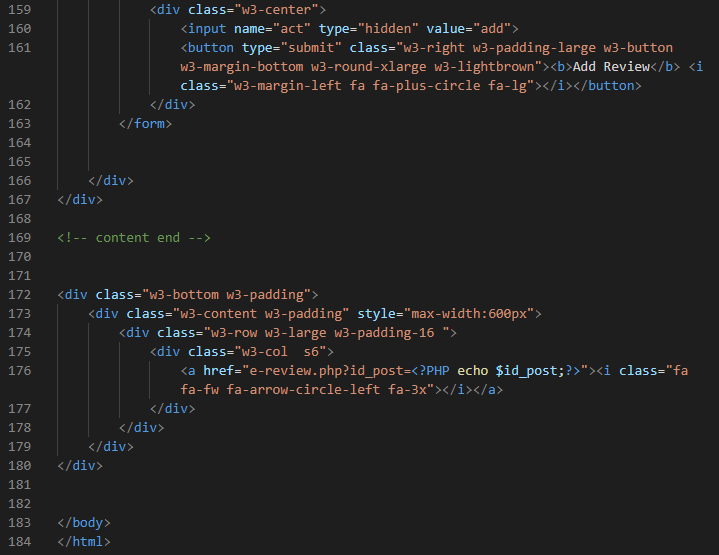 159 <div class="w3-center">
160 <input name="act" type="hidden" value="add">
161 <button type="submit" class="w3-right w3-padding-large w3-button
w3-margin-bottom w3-round-xlarge w3-lightbrown"><b>Add Review</b> <i
class="w3-margin-left fa fa-plus-circle fa-lg"></i></button>
162 </div>
163 </form>
164
165
166 </div>
167 </div>
168
169 <!-- content end -->
170
171
172 <div class="w3-bottom w3-padding">
173 <div class="w3-content w3-padding" style="max-width:600px">
174 <div class="w3-row w3-large w3-padding-16 ">
175 <div class="w3-col  s6">
176 <a href="e-review.php?id_post=<?PHP echo $id_post;?>"><i class="fa
fa-fw fa-arrow-circle-left fa-3x"></i></a>
177 </div>
178 </div>
179 </div>
180 </div>
181
182
183 </body>
184 </html>